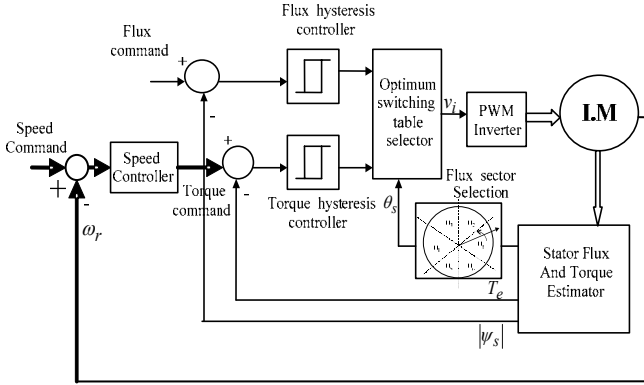 Flux hysteresis
controller
Flux
command
+
-
Optimum
switching
table
selector
v_i
PWM
Inverter
I.M
Speed
Command
+
-
Speed
Controller
Torque
command
+
-
Torque hysteresis
controller
θ_s
Flux sector
Selection
Stator Flux
And Torque
Estimator
ω_r
T_e
|ψ_s|